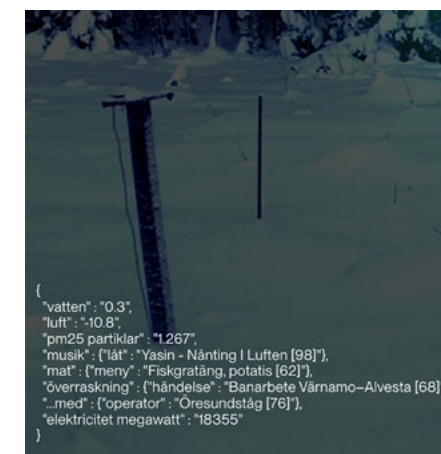 {
"vatten" : "0.3",
"luft" : "-10.8",
"pm25 partiklar" : "1.267",
"musik" : {"låt" : "Yasin - Nånting I Luften [98]"},
"mat" : {"meny" : "Fiskgratäng, potatis [62]"},
"överraskning" : {"händelse" : "Banarbete Värnamo–Alvesta [68]
"...med" : {"operator" : "Öresundståg [76]"},
"elektricitet megawatt" : "18355"
}